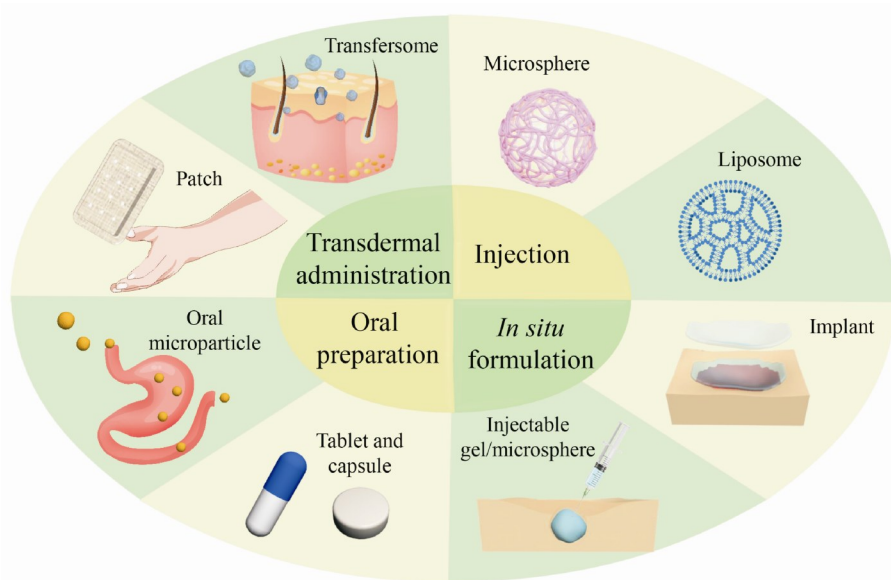 Transfersome
Microsphere
Liposome
Patch
Transdermal
administration
Injection
Oral
microparticle
Oral
preparation
In situ
formulation
Implant
Tablet and
capsule
Injectable
gel/microsphere